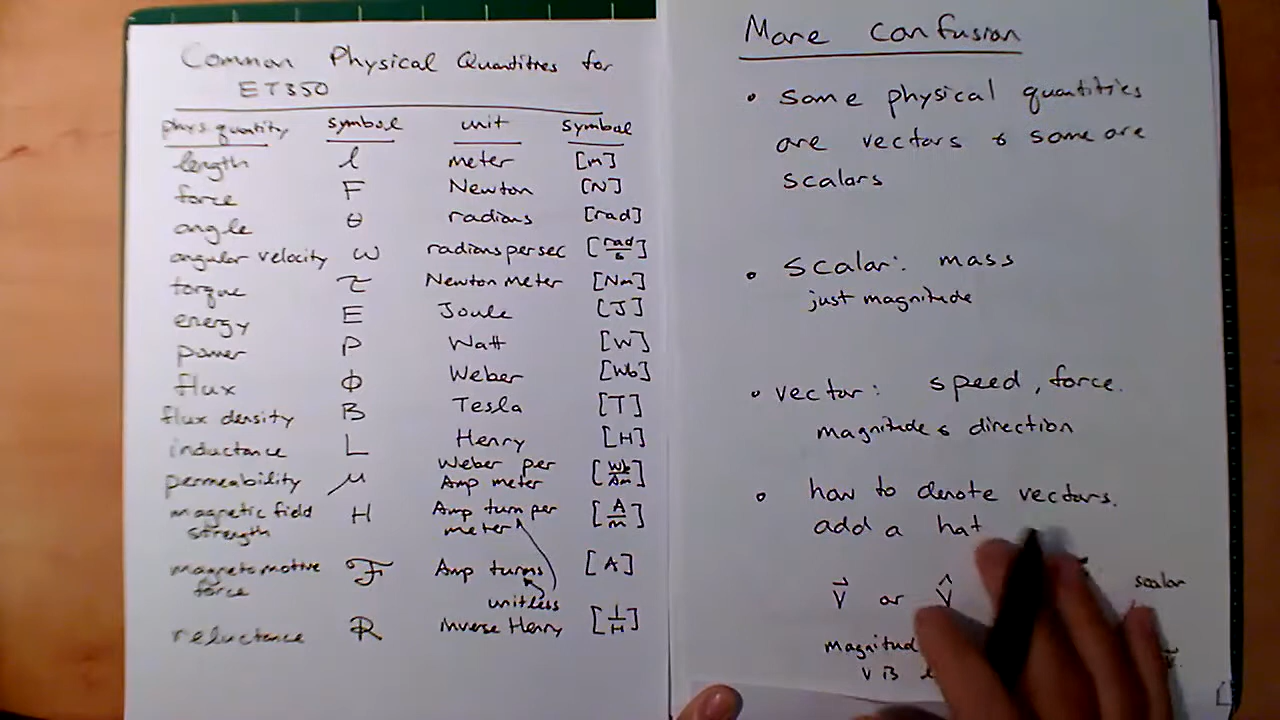 Common Physical Quantities for
ET350
phys quantity symbol unit symbol
length l meter [m]
force F Newton [N]
angle θ radians [rad]
angular velocity ω radians per sec [rad/s]
torque τ Newton meter [Nm]
energy E Joule [J]
power P Watt [W]
flux ϕ Weber [Wb]
flux density B Tesla [T]
inductance L Henry [H]
permeability μ Weber per Amp meter [Wb/Am]
magnetic field strength H Amp turn per meter [A/m]
magnetomotive force ℱ Amp turns [A]
unitless
reluctance R Inverse Henry [1/H]
More confusion
• some physical quantities
are vectors & some are
scalars
• scalar: mass
just magnitude
• vector: speed, force.
magnitude & direction
• how to denote vectors.
add a hat
scalar
v⃗ or v̂
v is